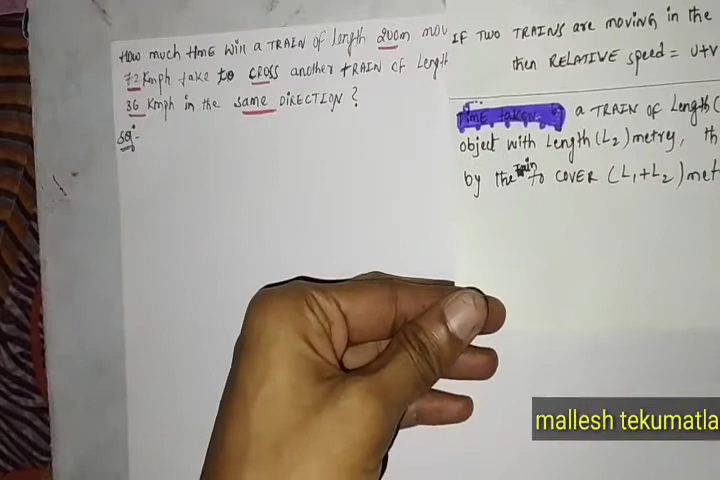 How much time will a TRAIN of length 200m mov
72 Kmph take to CROSS another TRAIN of Length
36 Kmph in the same DIRECTION ?
Sol:-
IF TWO TRAINS are moving in the
then RELATIVE speed = u+v
Time taken by a TRAIN of Length(
object with Length (L2) metry, th
by the Train to COVER (L1+L2) met
mallesh tekumatla